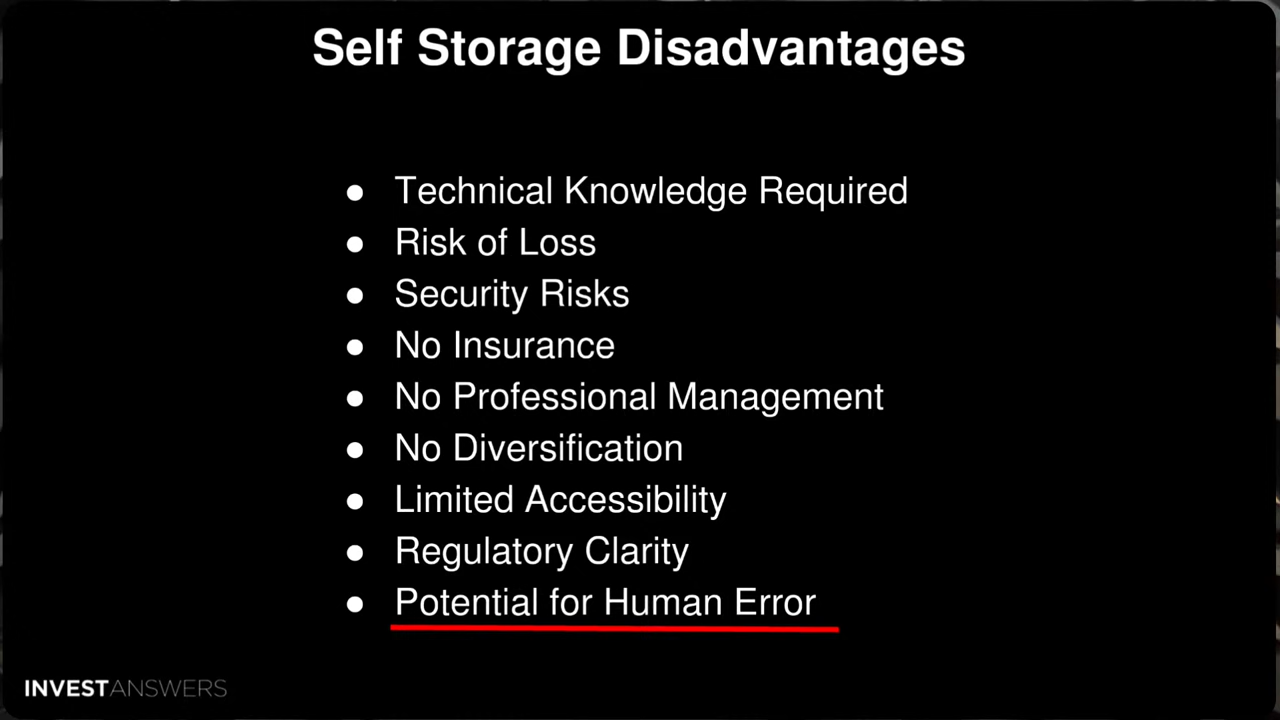 Self Storage Disadvantages
● Technical Knowledge Required
● Risk of Loss
● Security Risks
● No Insurance
● No Professional Management
● No Diversification
● Limited Accessibility
● Regulatory Clarity
● Potential for Human Error
INVESTANSWERS